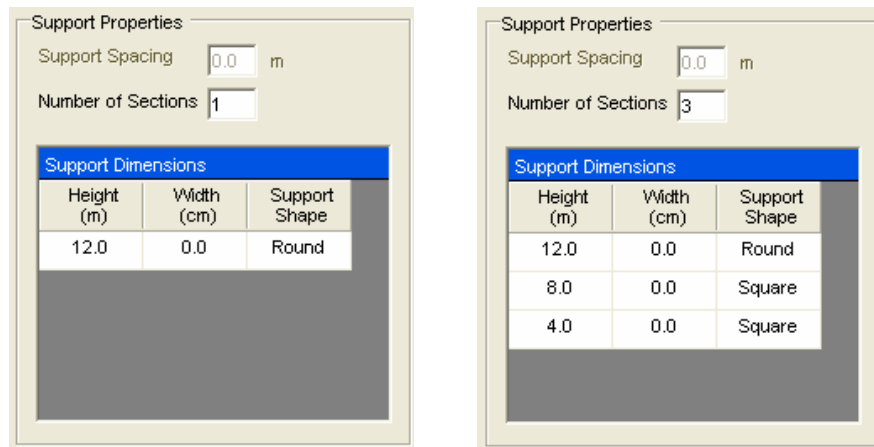 Support Properties
Support Spacing 0.0 m
Number of Sections 1
Support Dimensions
Height (m) Width (cm) Support Shape
12.0 0.0 Round
Support Properties
Support Spacing 0.0 m
Number of Sections 3
Support Dimensions
Height (m) Width (cm) Support Shape
12.0 0.0 Round
8.0 0.0 Square
4.0 0.0 Square